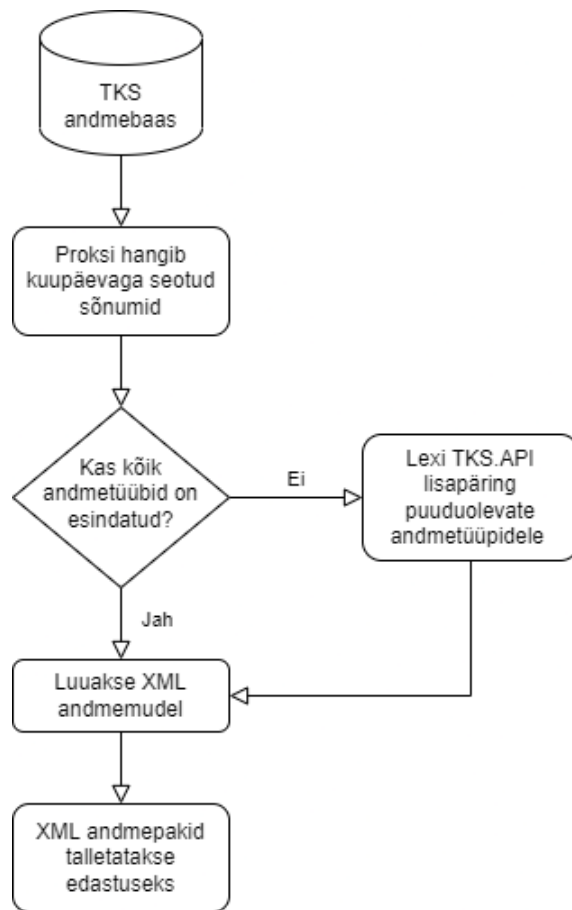 TKS
andmebaas
Proksi hangib
kuupäevaga seotud
sõnumid
Kas kõik
andmetüübid on
esindatud?
Ei
Lexi TKS.API
lisapäring
puuduolevate
andmetüüpidele
Jah
Luuakse XML
andmemudel
XML andmepakid
talletatakse
edastuseks